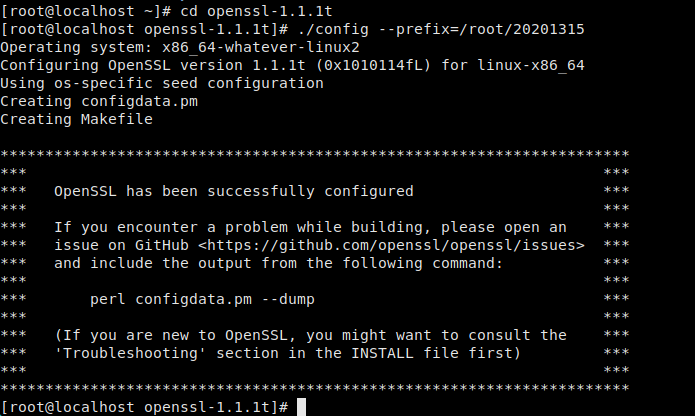 [root@localhost ~]# cd openssl-1.1.1t
[root@localhost openssl-1.1.1t]# ./config --prefix=/root/20201315
Operating system: x86_64-whatever-linux2
Configuring OpenSSL version 1.1.1t (0x1010114fL) for linux-x86_64
Using os-specific seed configuration
Creating configdata.pm
Creating Makefile

**********************************************************************
***                                                                ***
***   OpenSSL has been successfully configured                     ***
***                                                                ***
***   If you encounter a problem while building, please open an    ***
***   issue on GitHub <https://github.com/openssl/openssl/issues>  ***
***   and include the output from the following command:           ***
***                                                                ***
***       perl configdata.pm --dump                                ***
***                                                                ***
***   (If you are new to OpenSSL, you might want to consult the    ***
***   'Troubleshooting' section in the INSTALL file first)         ***
***                                                                ***
**********************************************************************
[root@localhost openssl-1.1.1t]#